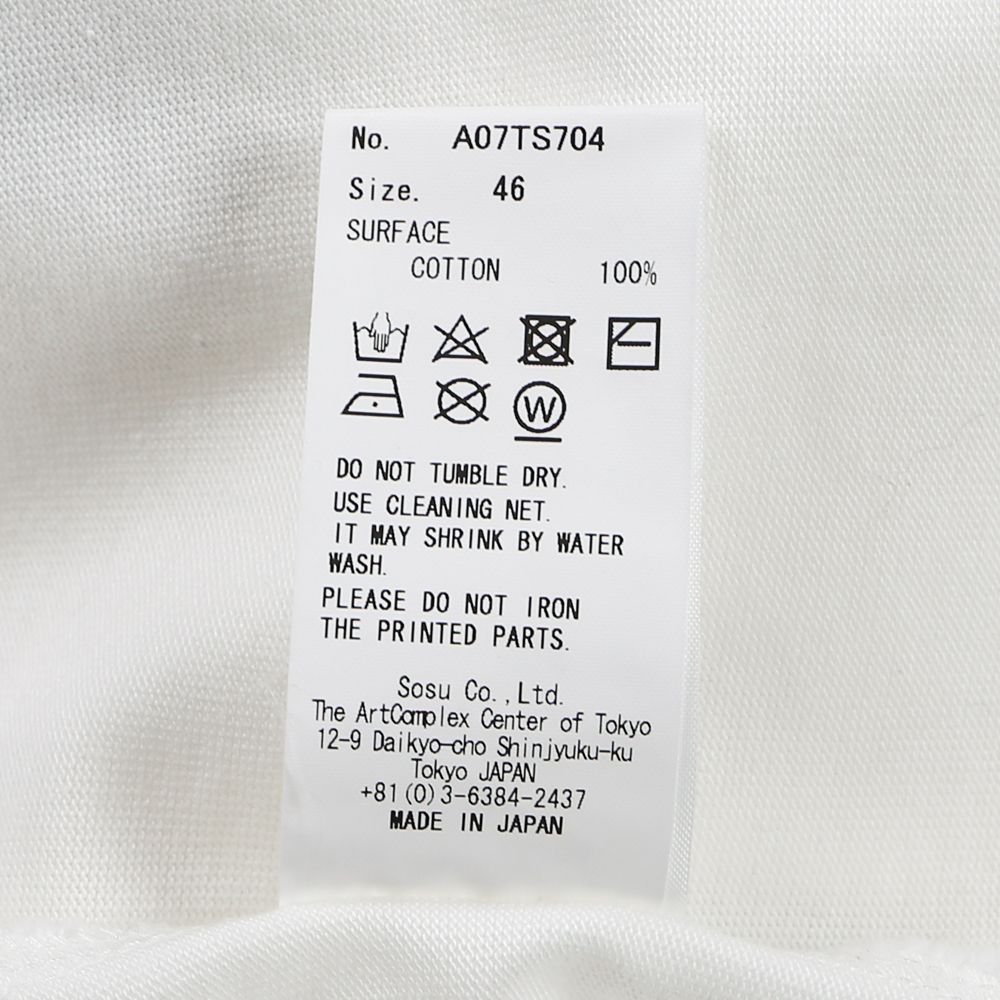 No. A07TS704
Size. 46
SURFACE
COTTON 100%
W
DO NOT TUMBLE DRY.
USE CLEANING NET.
IT MAY SHRINK BY WATER
WASH.
PLEASE DO NOT IRON
THE PRINTED PARTS.
Sosu Co.,Ltd.
The ArtComplex Center of Tokyo
12-9 Daikyo-cho Shinjyuku-ku
Tokyo JAPAN
+81(0)3-6384-2437
MADE IN JAPAN